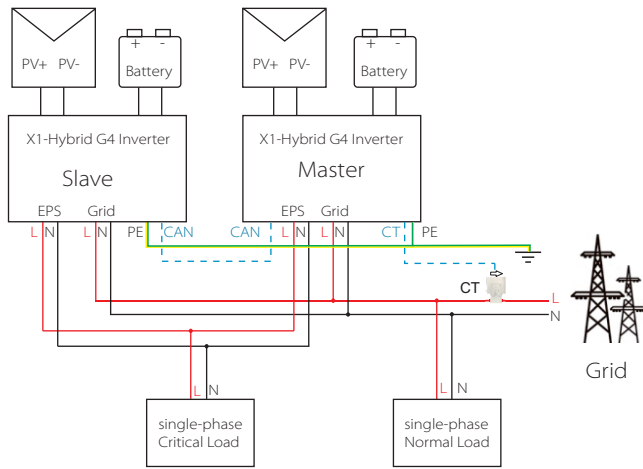 + -
+ -
PV+ PV-
Battery
PV+ PV-
Battery
X1-Hybrid G4 Inverter
Slave
X1-Hybrid G4 Inverter
Master
EPS Grid
EPS Grid
L N L N PE CAN
CAN L N L N CT PE
CT
L
N
Grid
L N
L N
single-phase
Critical Load
single-phase
Normal Load